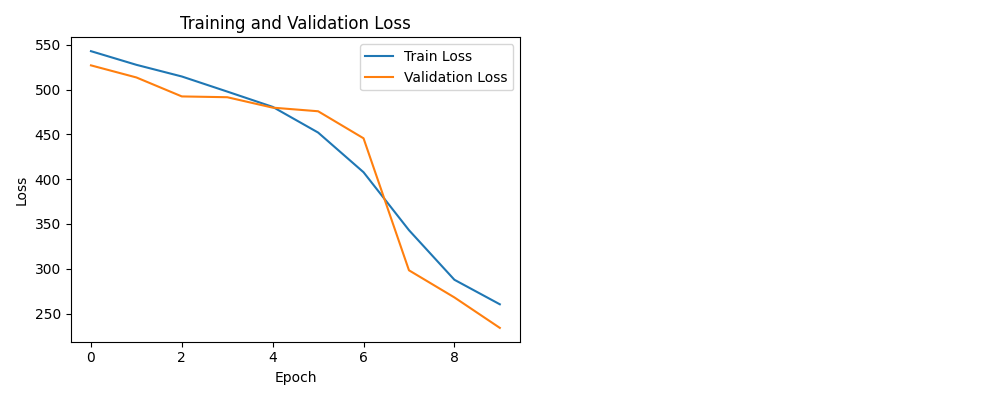 Training and Validation Loss
Train Loss
Validation Loss
550
500
450
400
350
300
250
Loss
0 2 4 6 8
Epoch